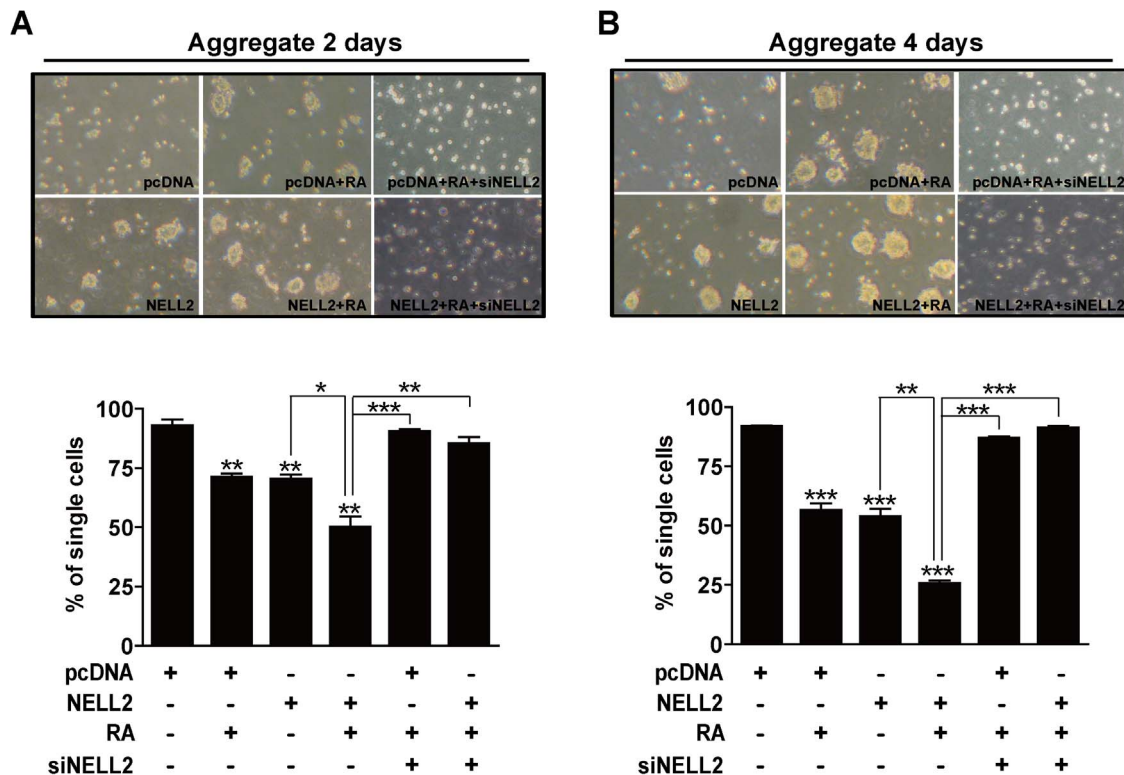 A
Aggregate 2 days
pcDNA
pcDNA+RA
pcDNA+RA+siNELL2
NELL2
NELL2+RA
NELL2+RA+siNELL2
% of single cells
100
75
50
25
0
**
**
**
*
***
**
pcDNA + + - - + -
NELL2 - - + + - +
RA - + - + + +
siNELL2 - - - - + +
B
Aggregate 4 days
pcDNA
pcDNA+RA
pcDNA+RA+siNELL2
NELL2
NELL2+RA
NELL2+RA+siNELL2
% of single cells
100
75
50
25
0
***
***
***
**
***
***
pcDNA + + - - + -
NELL2 - - + + - +
RA - + - + + +
siNELL2 - - - - + +